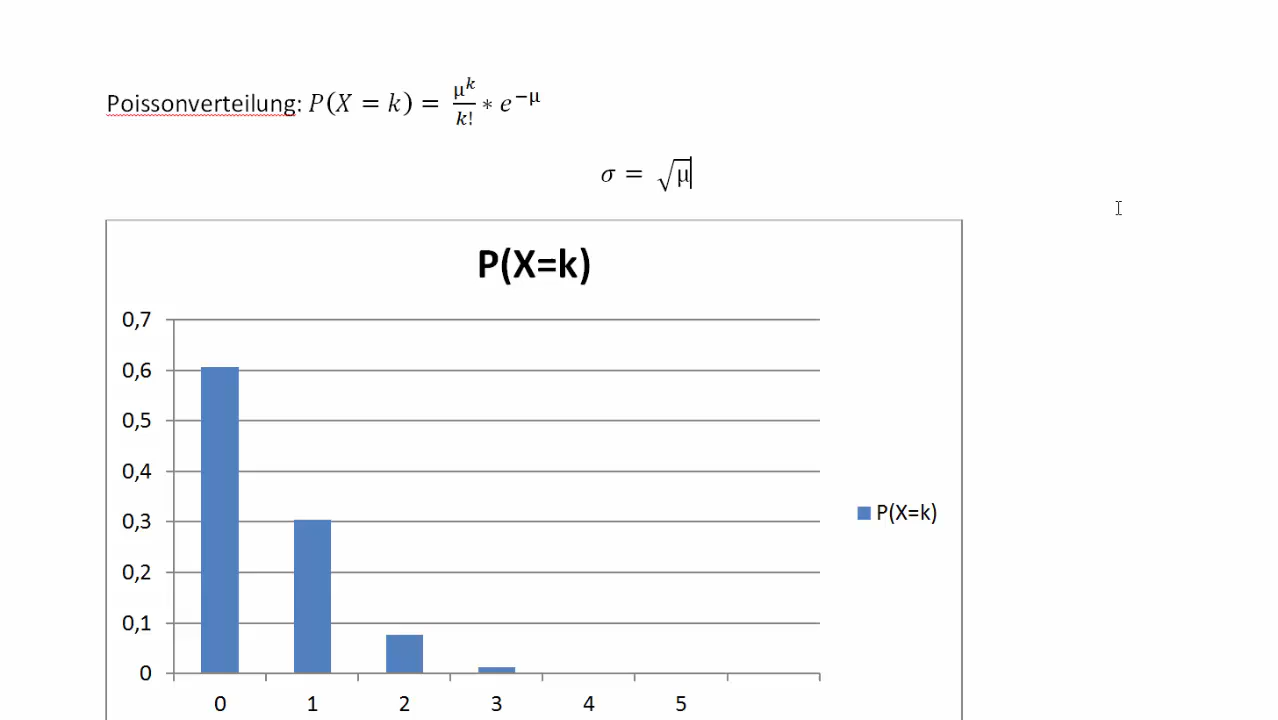 Poissonverteilung: P(X = k) = μ^k/k! * e^−μ
σ = √μ
P(X=k)
0,7
0,6
0,5
0,4
0,3
0,2
0,1
0
0 1 2 3 4 5
P(X=k)